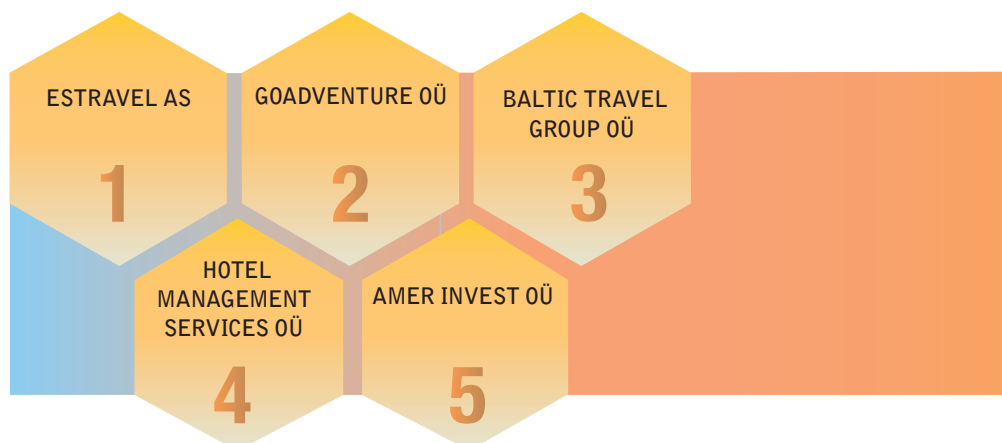 ESTRAVEL AS
1
GOADVENTURE OÜ
2
BALTIC TRAVEL
GROUP OÜ
3
HOTEL
MANAGEMENT
SERVICES OÜ
4
AMER INVEST OÜ
5